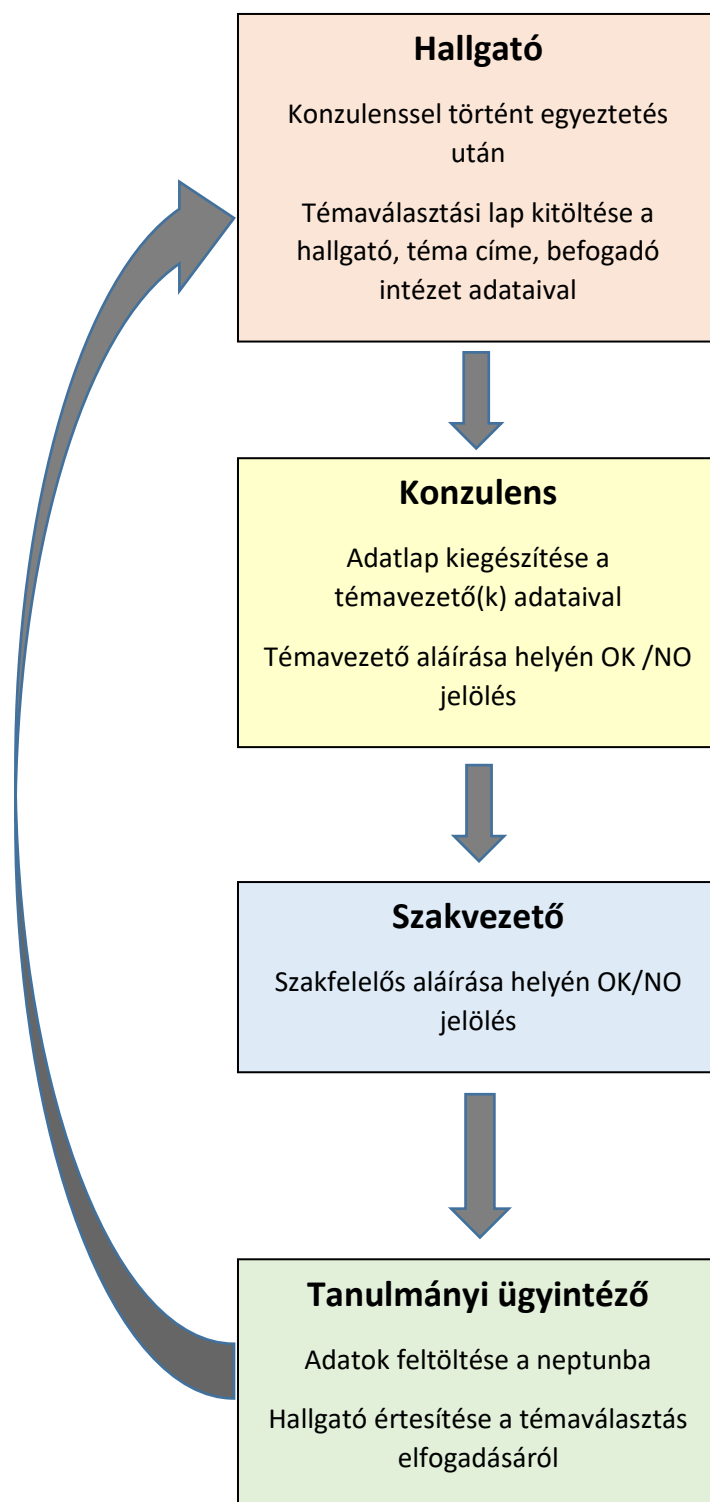 Hallgató
Konzulenssel történt egyeztetés
után
Témaválasztási lap kitöltése a
hallgató, téma címe, befogadó
intézet adataival
Konzulens
Adatlap kiegészítése a
témavezető(k) adataival
Témavezető aláírása helyén OK /NO
jelölés
Szakvezető
Szakfelelős aláírása helyén OK/NO
jelölés
Tanulmányi ügyintéző
Adatok feltöltése a neptunba
Hallgató értesítése a témaválasztás
elfogadásáról